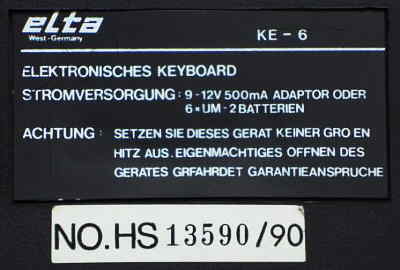 elta
West-Germany
KE-6
ELEKTRONISCHES KEYBOARD
STROMVERSORGUNG: 9-12V 500mA ADAPTOR ODER
6×UM-2 BATTERIEN
ACHTUNG: SETZEN SIE DIESES GERAT KEINER GRO EN
HITZ AUS. EIGENMACHTIGES OFFNEN DES
GERATES GRFAHRDET GARANTIEANSPRUCHE
NO.HS 13590/90